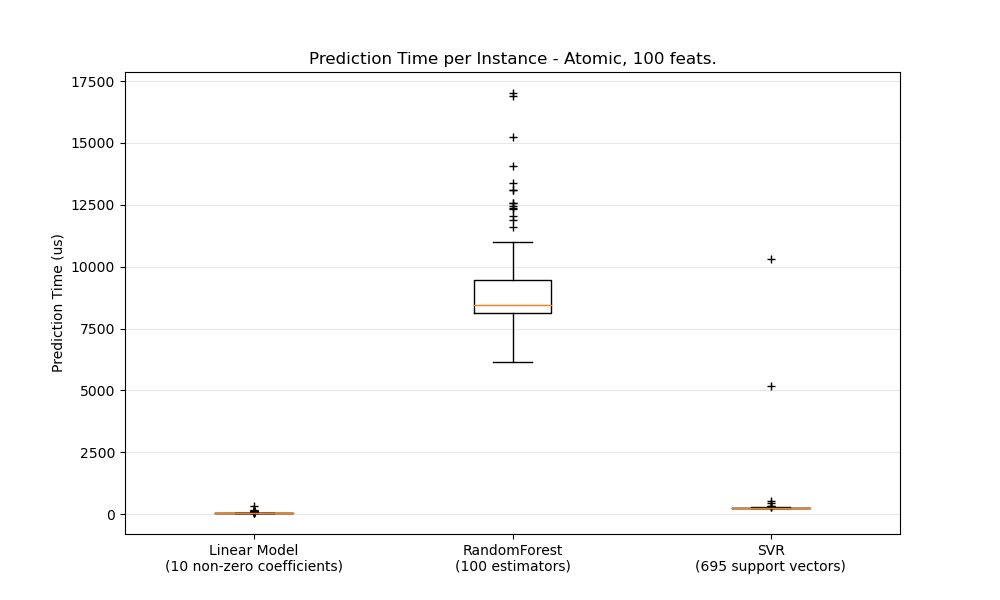 Prediction Time per Instance - Atomic, 100 feats.
Prediction Time (us)
17500
15000
12500
10000
7500
5000
2500
0
Linear Model
(10 non-zero coefficients)
RandomForest
(100 estimators)
SVR
(695 support vectors)